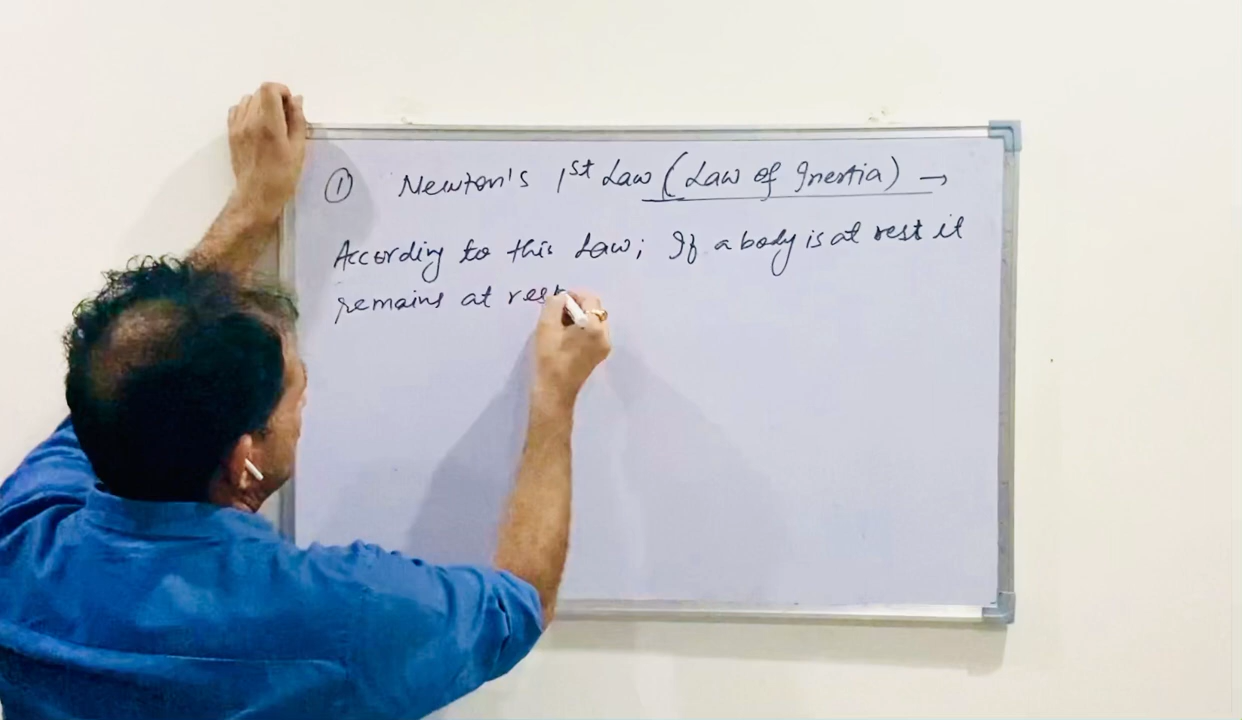 ① Newton's 1st Law (Law of Inertia) →
According to this Law; If a body is at rest it
remains at rest